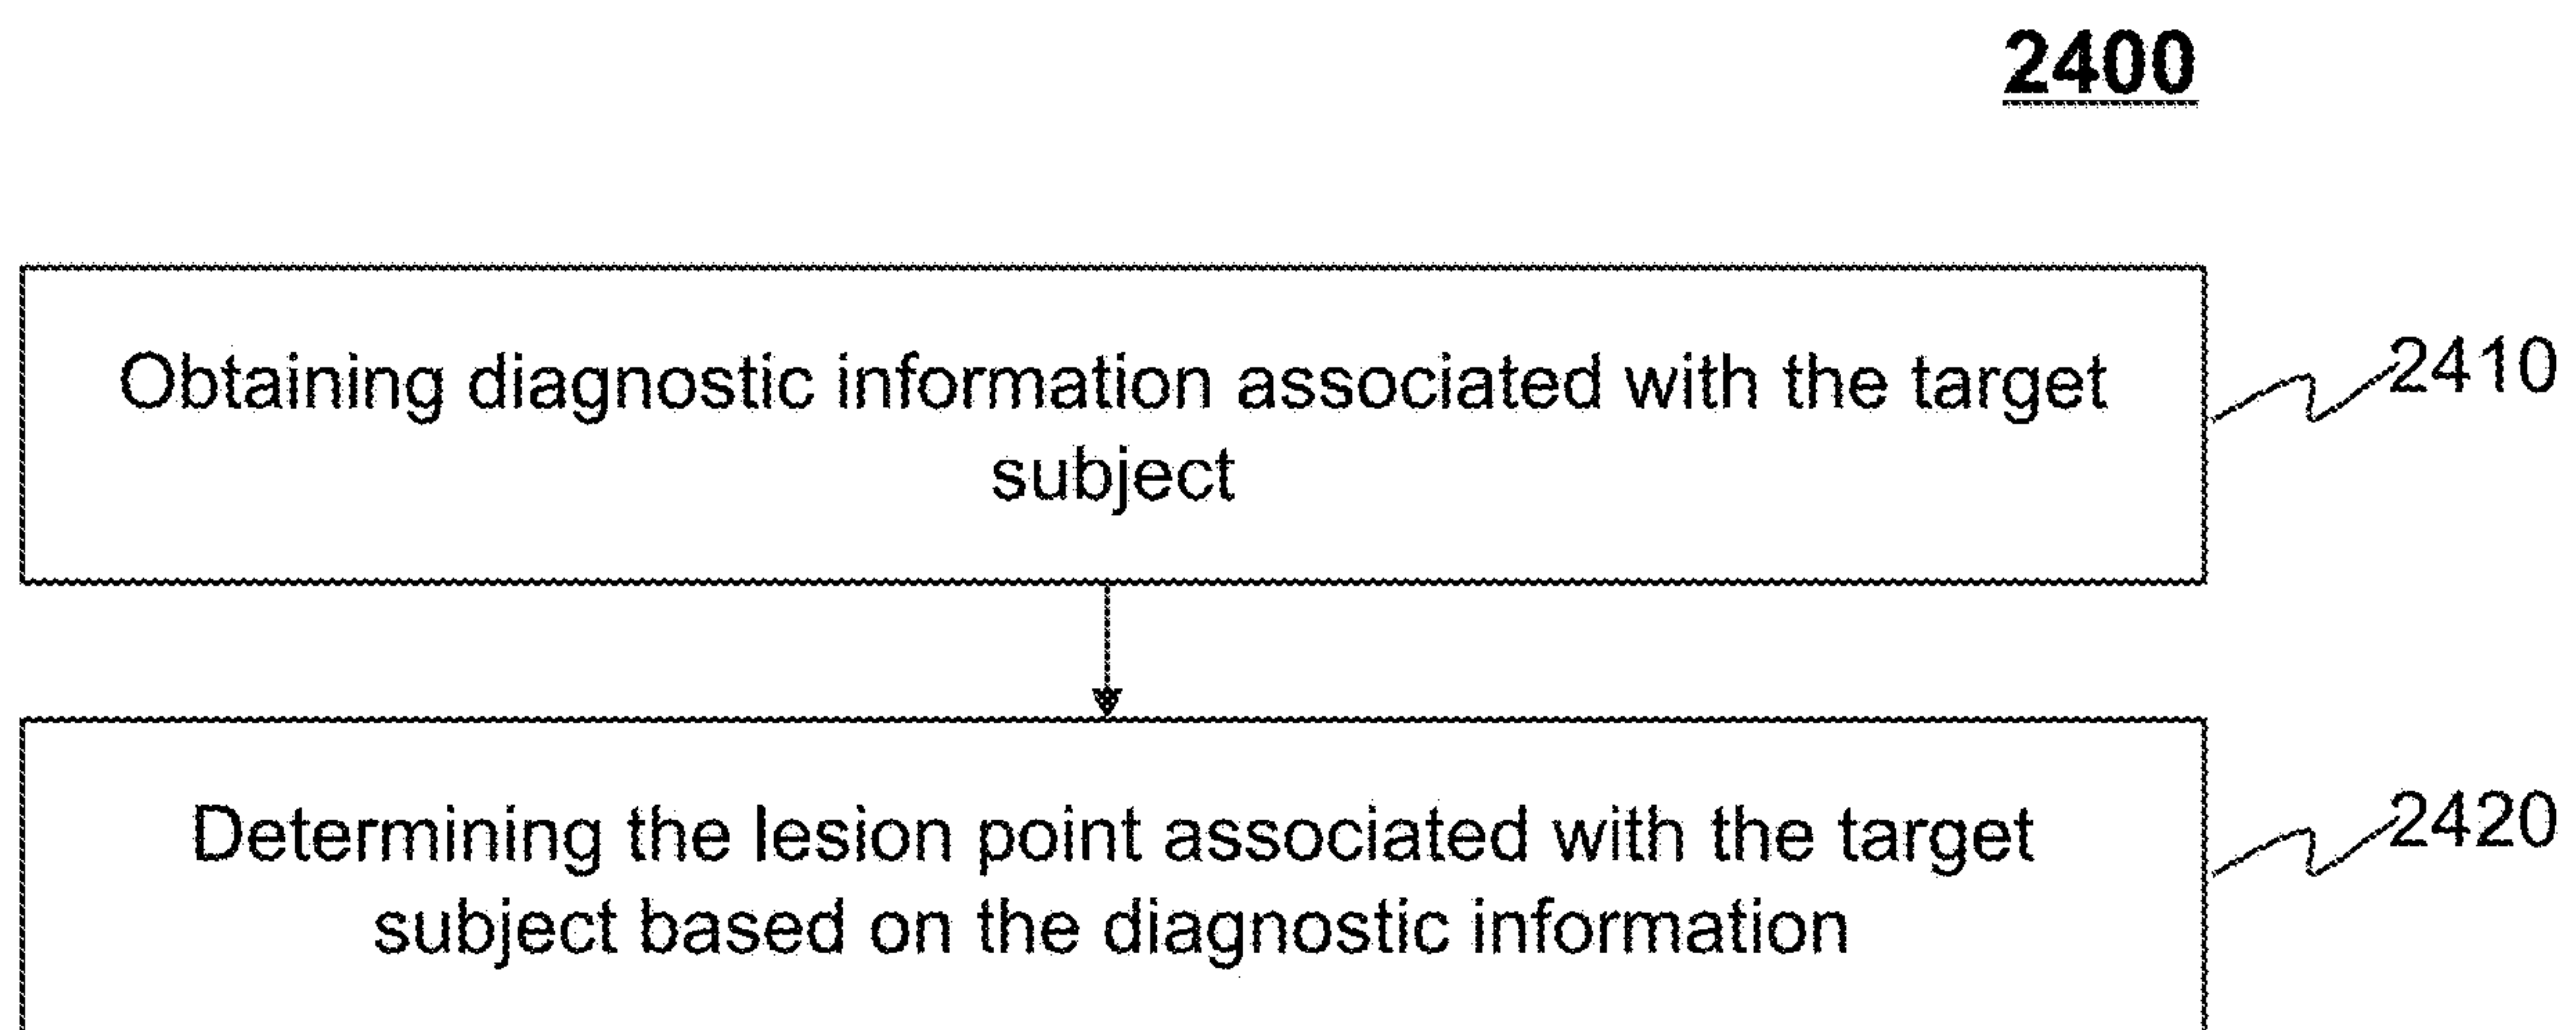 2400
Obtaining diagnostic information associated with the target
subject
2410
Determining the lesion point associated with the target
subject based on the diagnostic information
2420